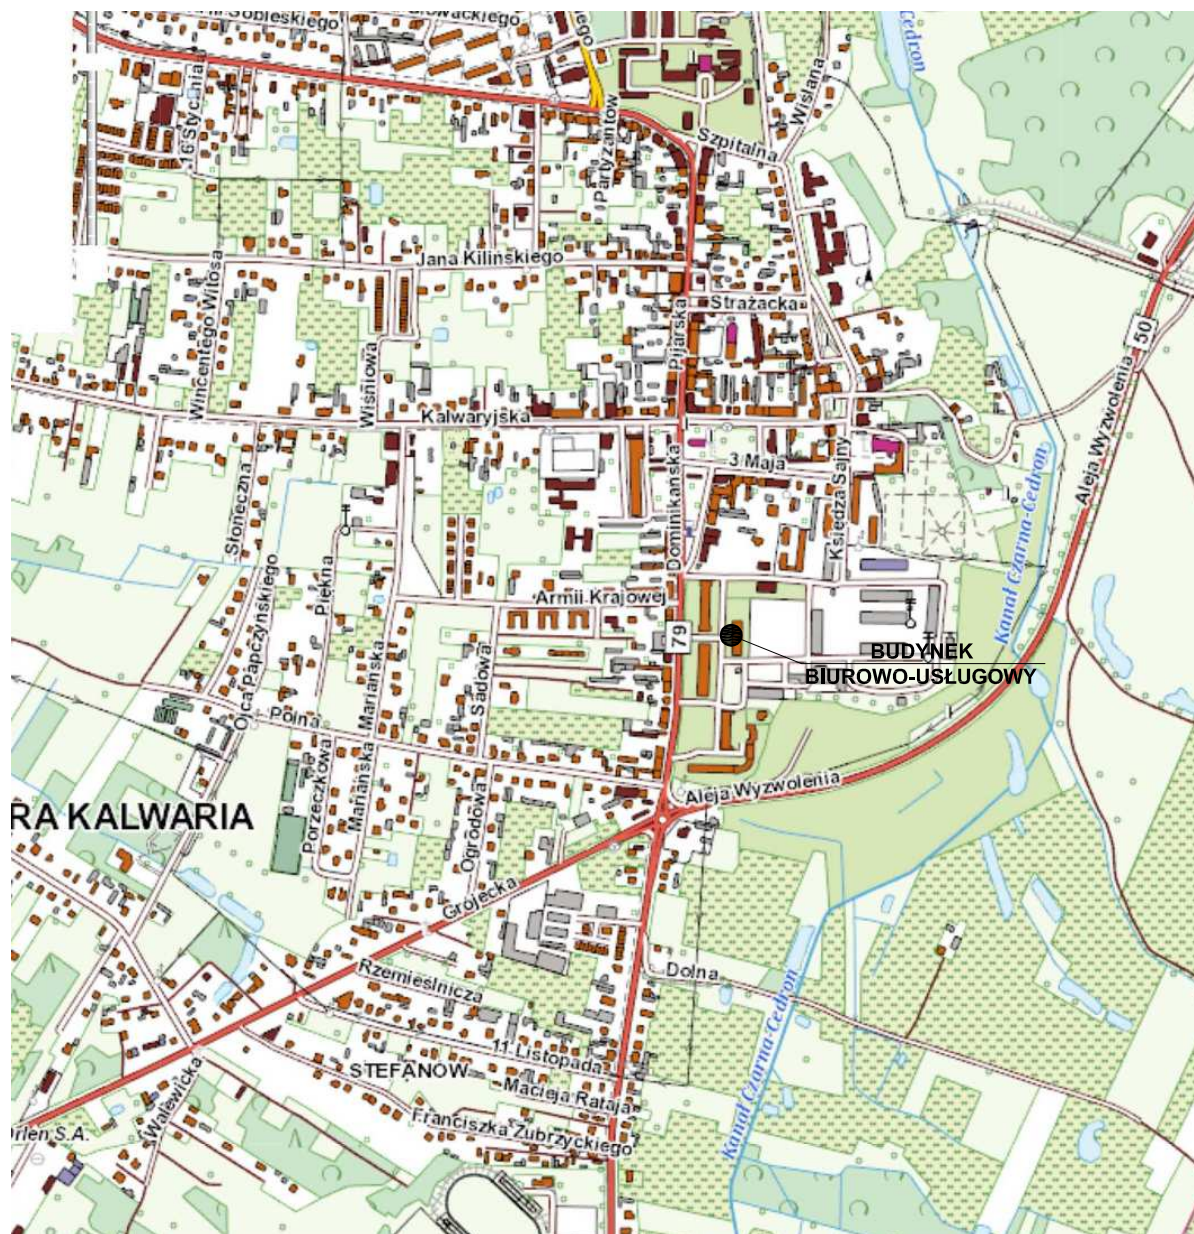 Sobieskiego
Cedron
16 Stycznia
Partyzantów
Szpitalna
Wiślana
Jana Kilińskiego
Wincentego Witosa
Wiśniowa
Strażacka
Pijarska
50
Aleja Wyzwolenia
Kalwaryjska
3 Maja
Dominikańska
Księdza Sajny
Kanał Czarna-Cedron
Słoneczna
Piękna
Ojca Papczyńskiego
Armii Krajowej
79
BUDYNEK
BIUROWO-USŁUGOWY
Mariańska
Sadowa
Polna
Aleja Wyzwolenia
RA KALWARIA
Porzeczkowa
Mariańska
Ogrodowa
Grójecka
Dolna
Rzemieślnicza
11 Listopada
STEFANÓW
Macieja Rataja
Franciszka Zubrzyckiego
Walewicka
Orlen S.A.
Kanał Czarna-Cedron